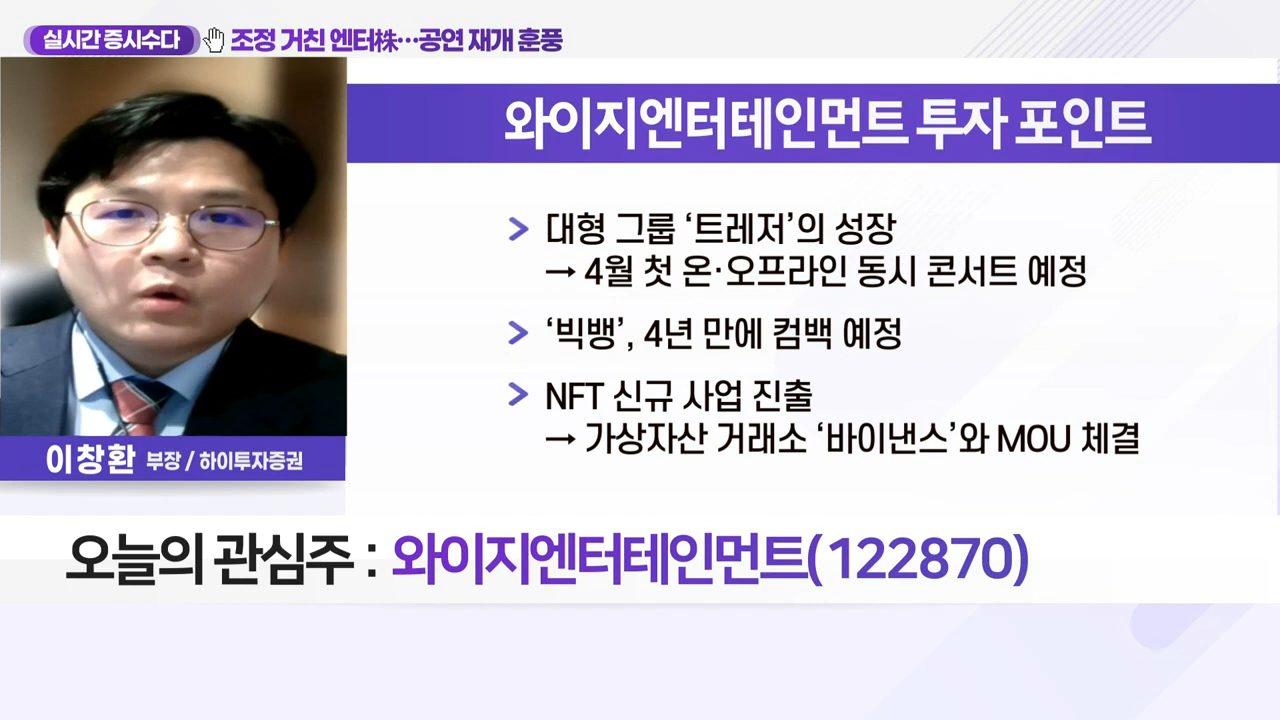 실시간 증시수다
조정 거친 엔터株…공연 재개 훈풍
와이지엔터테인먼트 투자 포인트
> 대형 그룹 ‘트레저’의 성장
→ 4월 첫 온·오프라인 동시 콘서트 예정
> ‘빅뱅’, 4년 만에 컴백 예정
> NFT 신규 사업 진출
→ 가상자산 거래소 ‘바이낸스’와 MOU 체결
이창환 부장 / 하이투자증권
오늘의 관심주 : 와이지엔터테인먼트(122870)